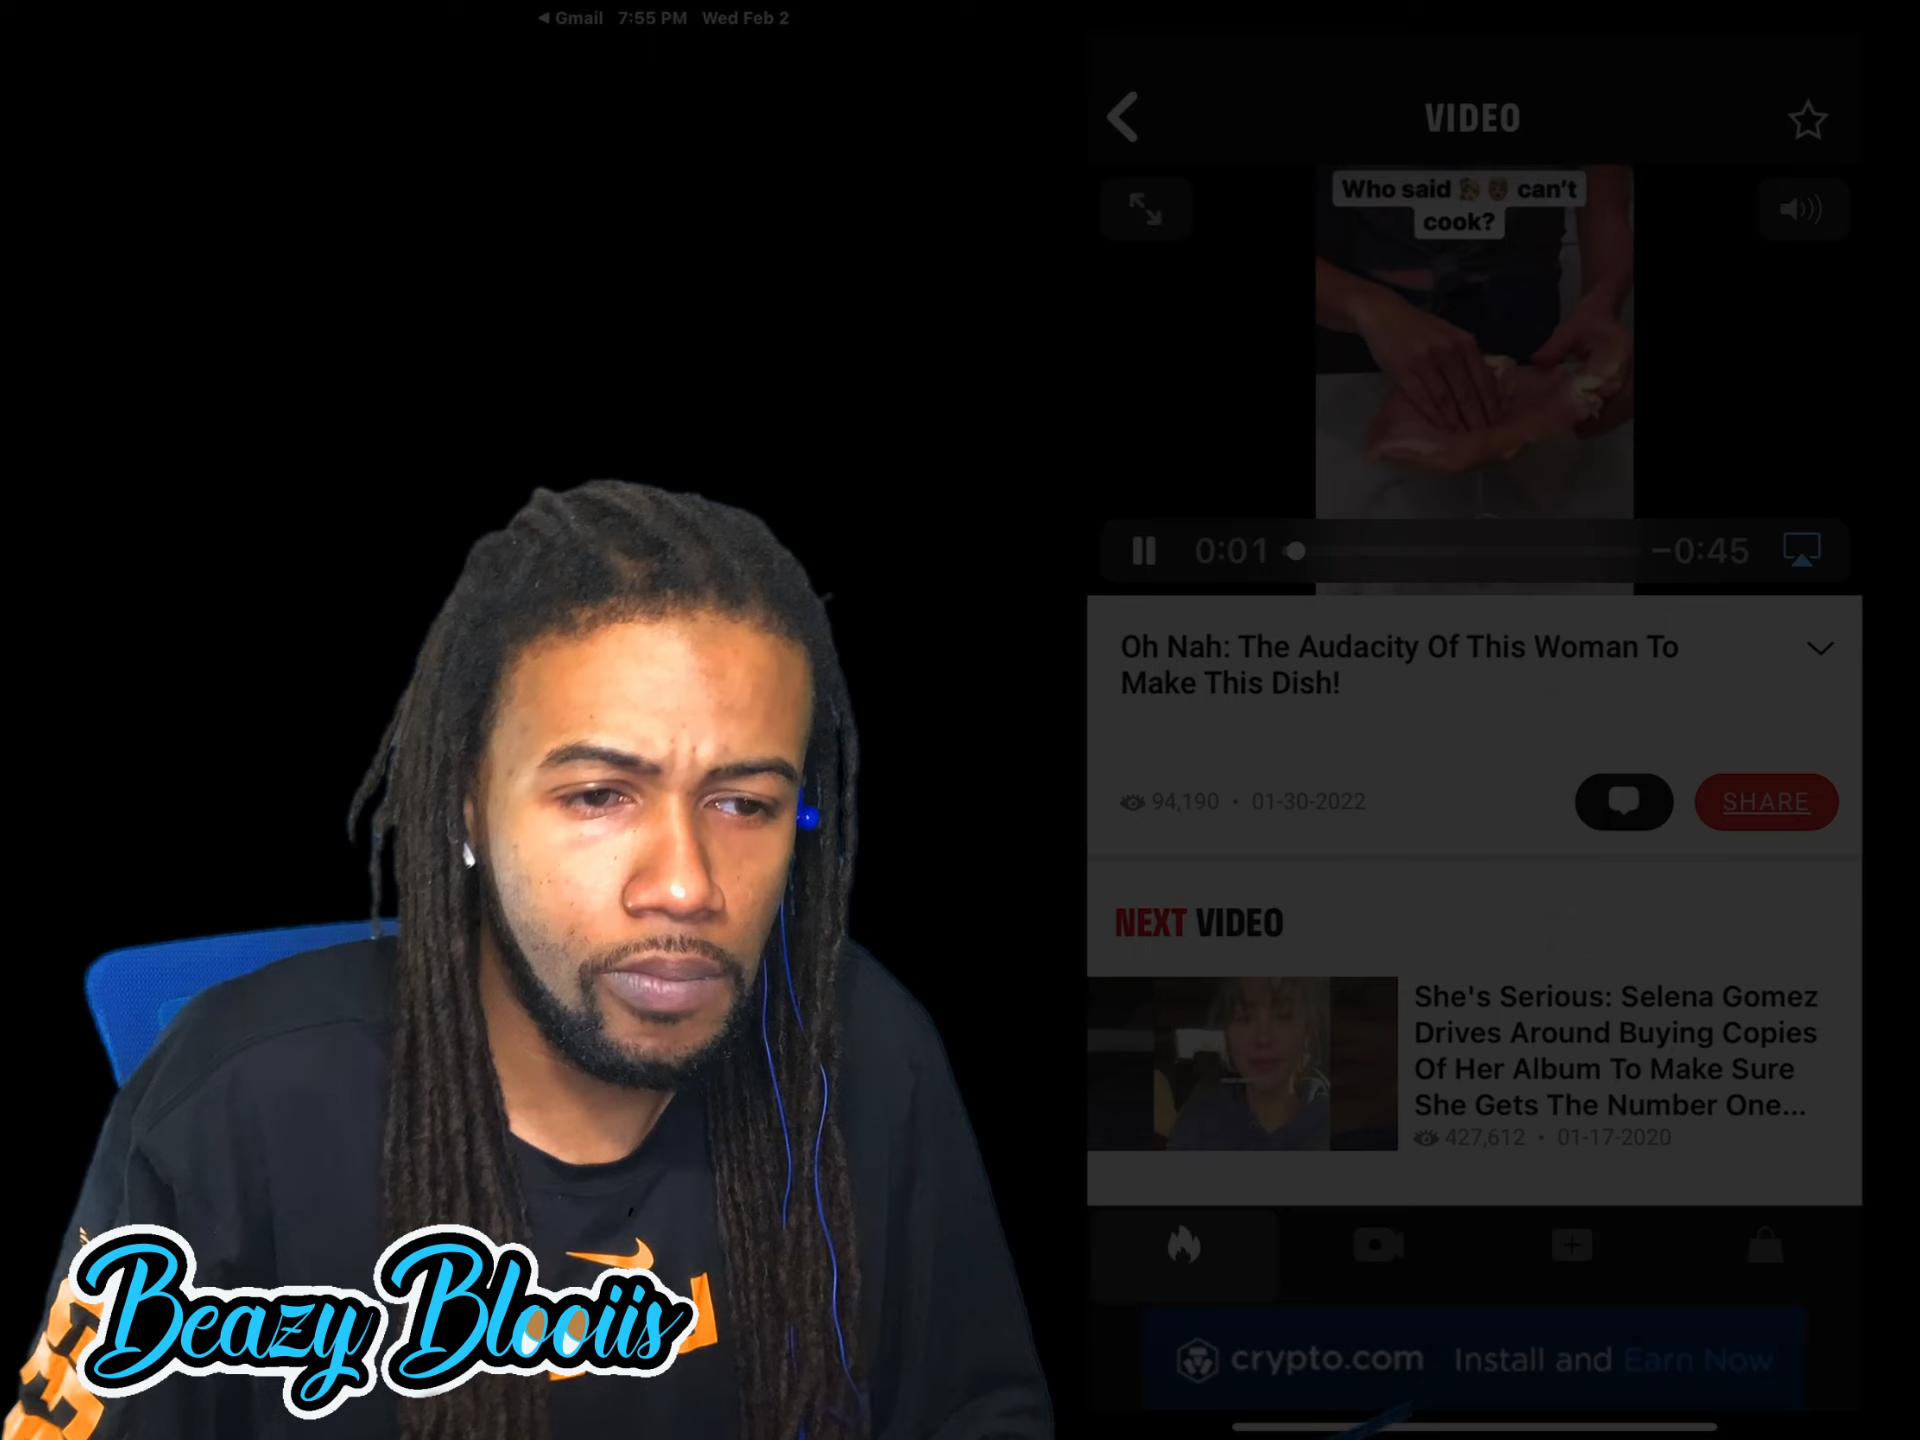 ◀ Gmail 7:55 PM Wed Feb 2
VIDEO
Who said 💃🏼 👨🏼 can't
cook?
0:01
-0:45
Oh Nah: The Audacity Of This Woman To
Make This Dish!
94,190 • 01-30-2022
SHARE
NEXT VIDEO
She's Serious: Selena Gomez
Drives Around Buying Copies
Of Her Album To Make Sure
She Gets The Number One...
427,612 • 01-17-2020
Beazy Blooiis
crypto.com Install and Earn Now